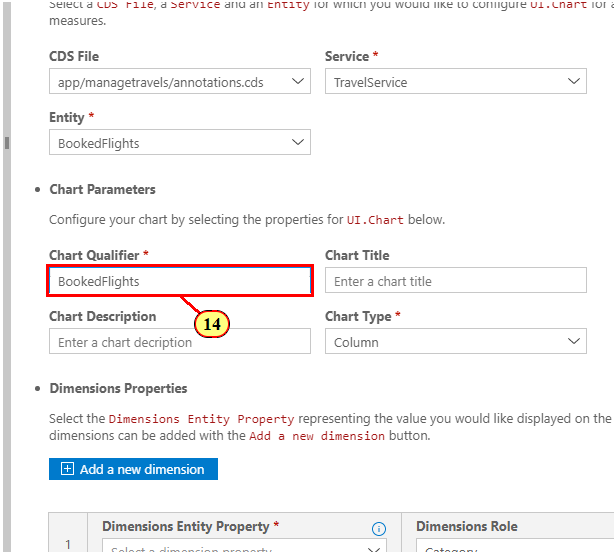 Select a CDS File, a Service and an Entity for which you would like to configure UI.Chart for a
measures.
CDS File
Service *
app/managetravels/annotations.cds
TravelService
Entity *
BookedFlights
• Chart Parameters
Configure your chart by selecting the properties for UI.Chart below.
Chart Qualifier *
Chart Title
BookedFlights
Enter a chart title
14
Chart Description
Chart Type *
Enter a chart decription
Column
• Dimensions Properties
Select the Dimensions Entity Property representing the value you would like displayed on the
dimensions can be added with the Add a new dimension button.
Add a new dimension
1
Dimensions Entity Property *
Dimensions Role
Select a dimension property
Category